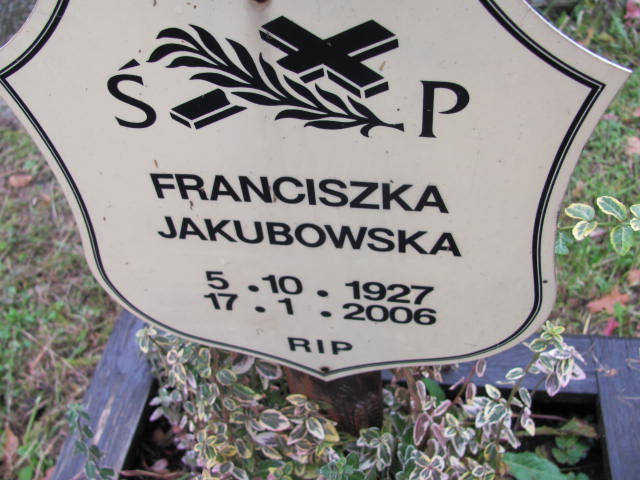 Ś P
FRANCISZKA
JAKUBOWSKA
5 . 10 . 1927
17 . 1 . 2006
RIP